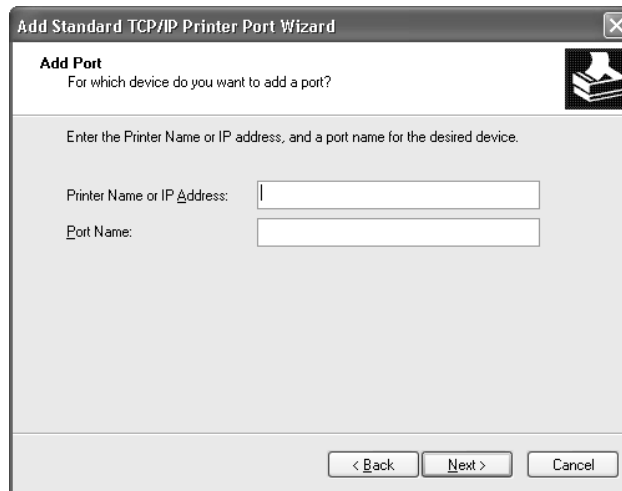 Add Standard TCP/IP Printer Port Wizard
Add Port
For which device do you want to add a port?
Enter the Printer Name or IP address, and a port name for the desired device.
Printer Name or IP Address:
Port Name:
< Back
Next >
Cancel